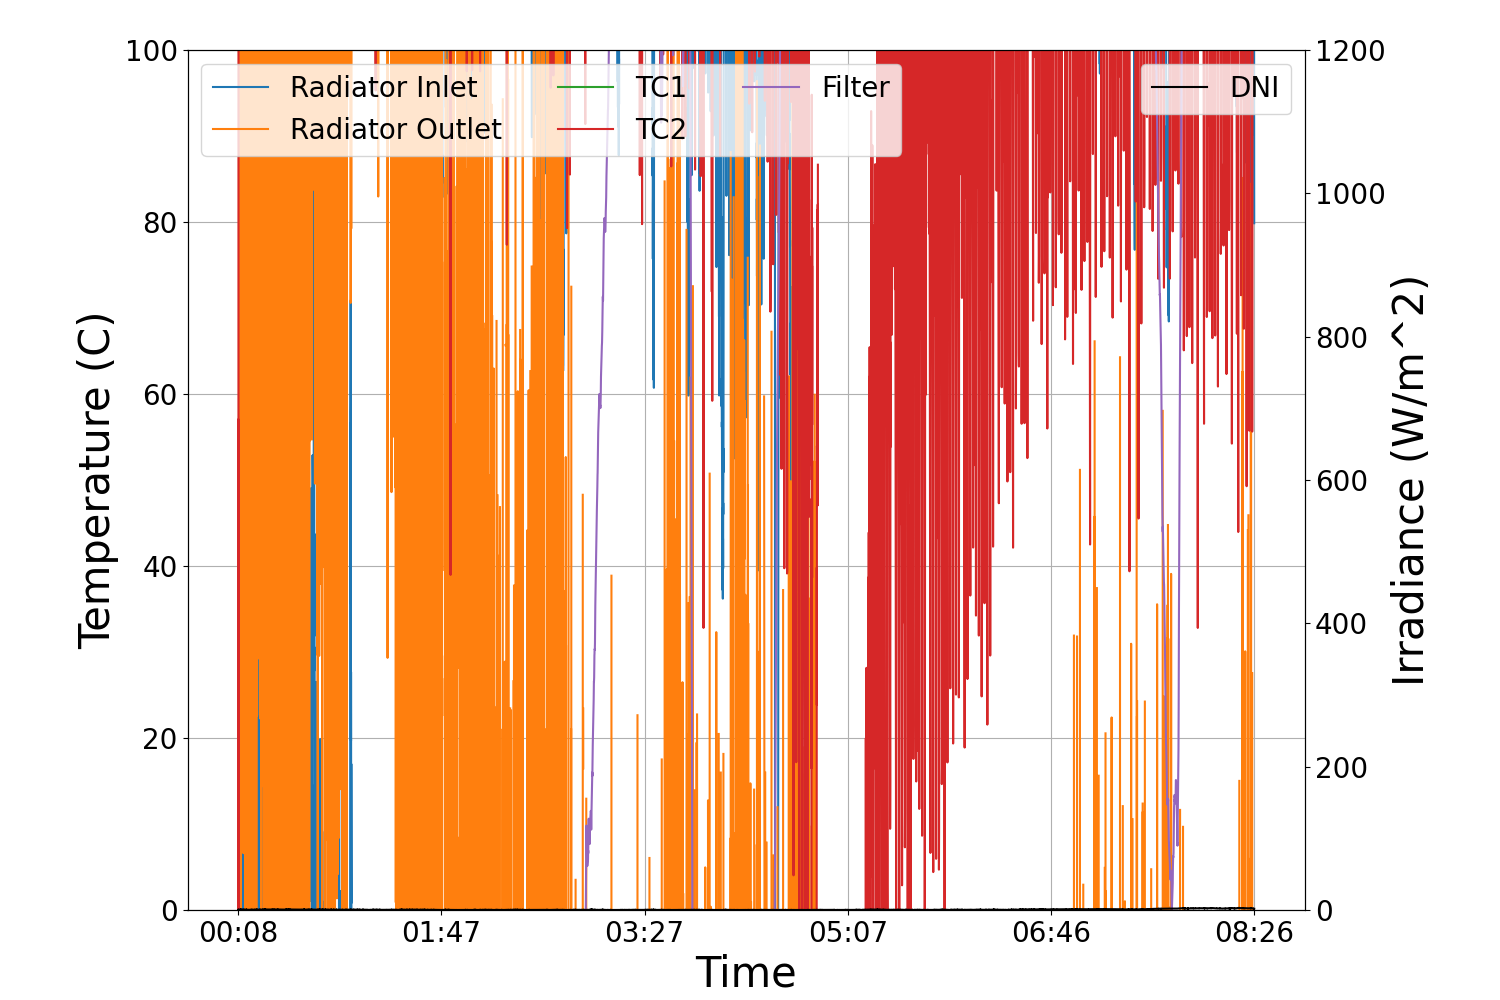 100
80
60
40
20
0
Temperature (C)
Radiator Inlet
Radiator Outlet
TC1
TC2
Filter
DNI
1200
1000
800
600
400
200
0
Irradiance (W/m^2)
00:08 01:47 03:27 05:07 06:46 08:26
Time